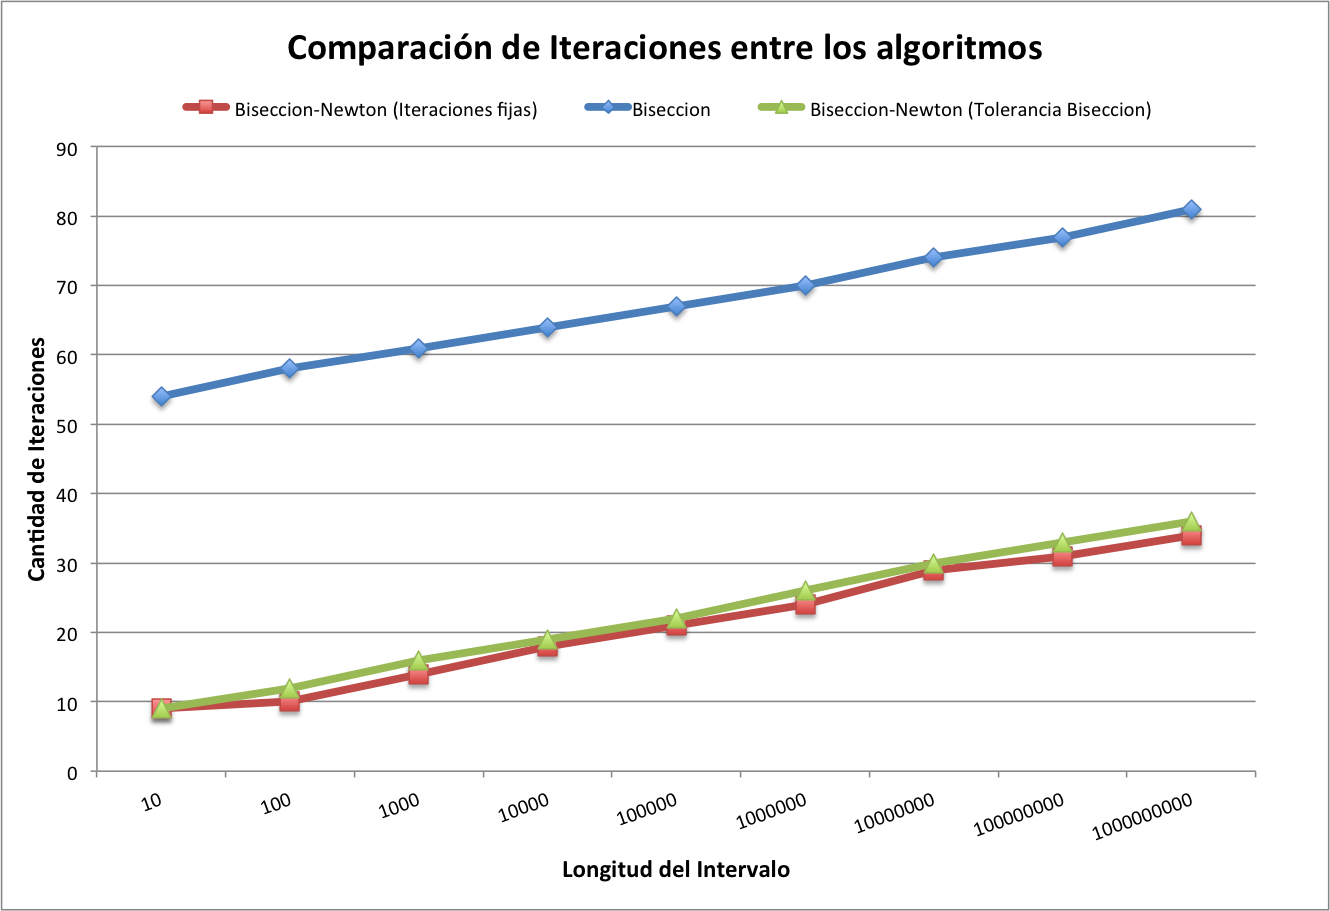 Comparación de Iteraciones entre los algoritmos
Biseccion-Newton (Iteraciones fijas) Biseccion Biseccion-Newton (Tolerancia Biseccion)
90
80
70
60
50
40
30
20
10
0
Cantidad de Iteraciones
10 100 1000 10000 100000 1000000 10000000 100000000 1000000000
Longitud del Intervalo